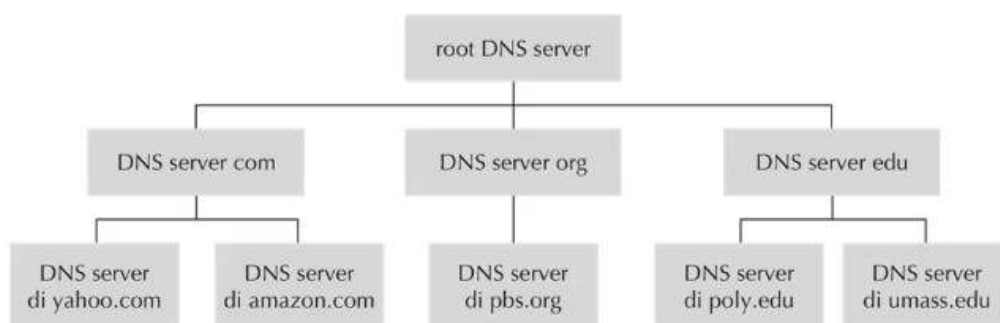 root DNS server
DNS server com
DNS server org
DNS server edu
DNS server
di yahoo.com
DNS server
di amazon.com
DNS server
di pbs.org
DNS server
di poly.edu
DNS server
di umass.edu